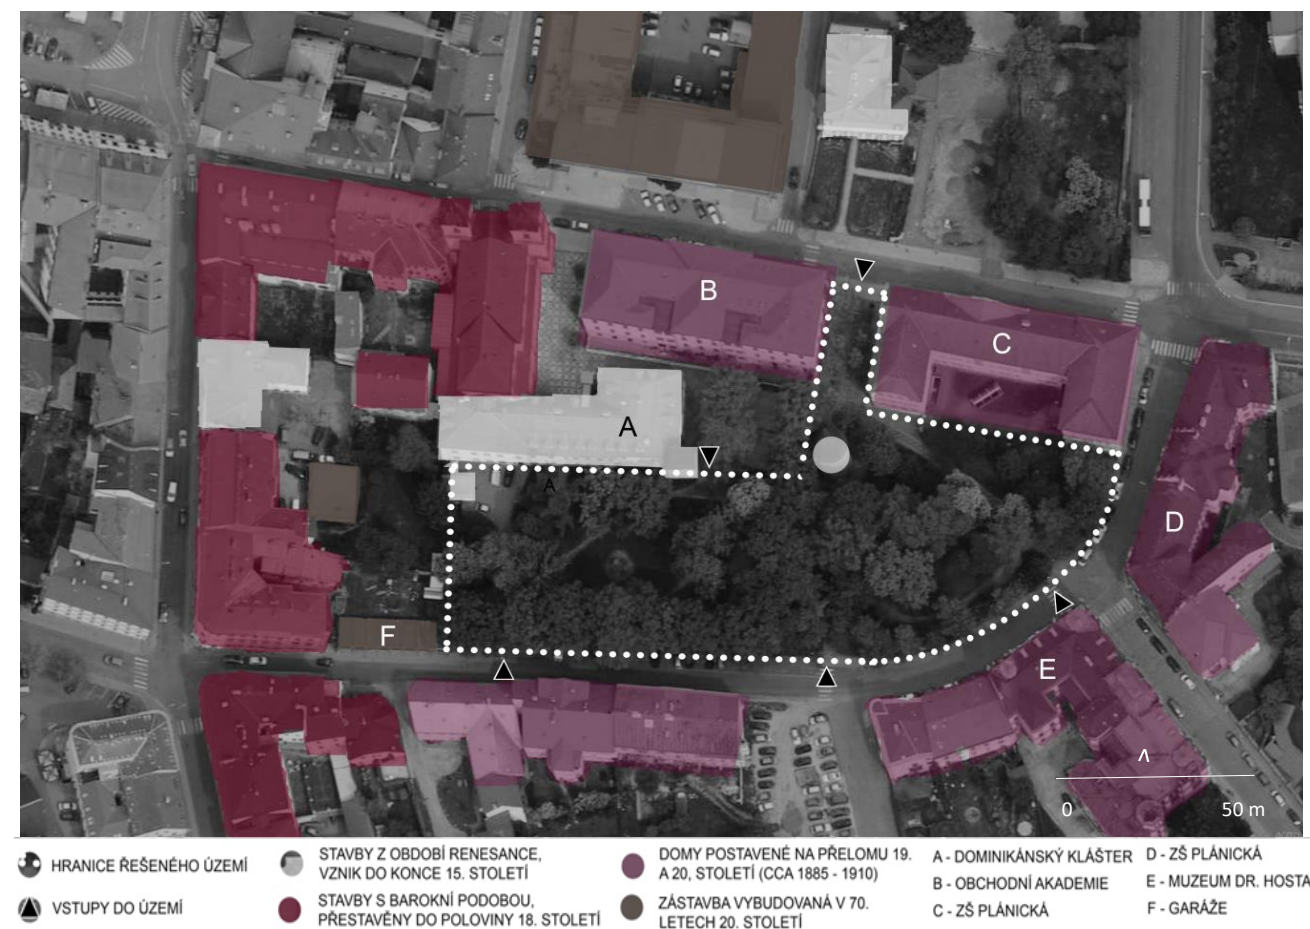 B
C
A
A
D
E
F
ʌ
0
50 m
HRANICE ŘEŠENÉHO ÚZEMÍ
VSTUPY DO ÚZEMÍ
STAVBY Z OBDOBÍ RENESANCE,
VZNIK DO KONCE 15. STOLETÍ
STAVBY S BAROKNÍ PODOBOU,
PŘESTAVĚNY DO POLOVINY 18. STOLETÍ
DOMY POSTAVENÉ NA PŘELOMU 19.
A 20, STOLETÍ (CCA 1885 - 1910)
ZÁSTAVBA VYBUDOVANÁ V 70.
LETECH 20. STOLETÍ
A - DOMINIKÁNSKÝ KLÁŠTER
B - OBCHODNÍ AKADEMIE
C - ZŠ PLÁNICKÁ
D - ZŠ PLÁNICKÁ
E - MUZEUM DR. HOSTA
F - GARÁŽE